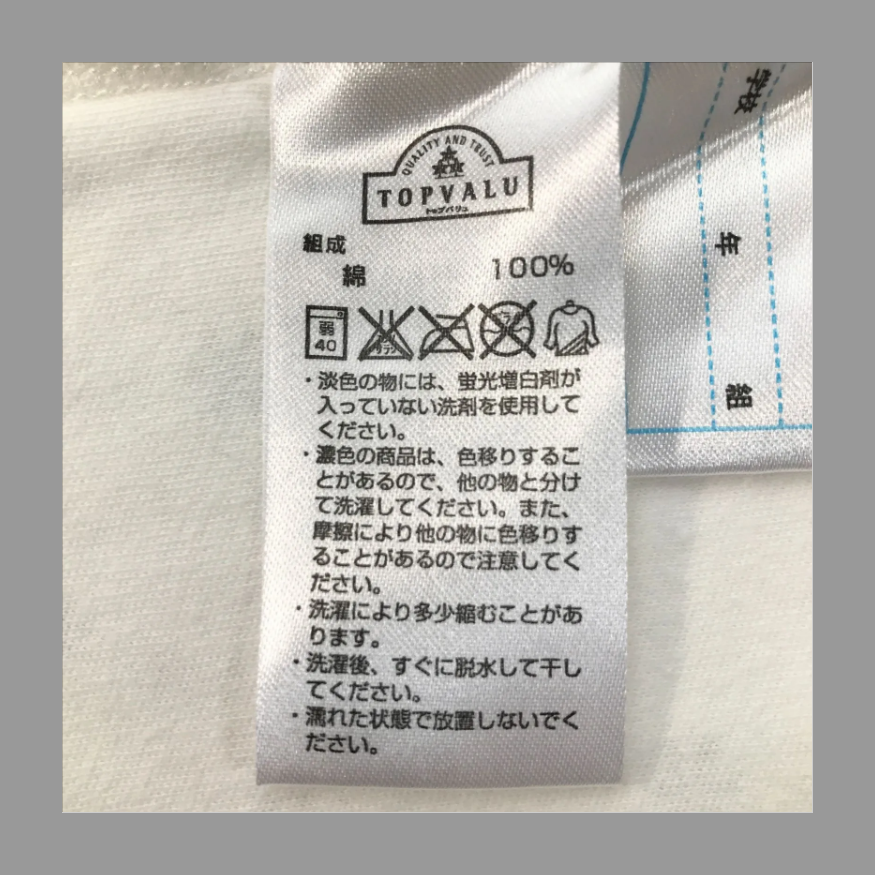 QUALITY AND TRUST
TOPVALU
トップバリュ
組成
綿 100%
弱
40
・淡色の物には、蛍光増白剤が
入っていない洗剤を使用して
ください。
・濃色の商品は、色移りするこ
とがあるので、他の物と分け
て洗濯してください。また、
摩擦により他の物に色移りす
ることがあるので注意してく
ださい。
・洗濯により多少縮むことがあ
ります。
・洗濯後、すぐに脱水して干し
てください。
・濡れた状態で放置しないでく
ださい。
学校
年
組